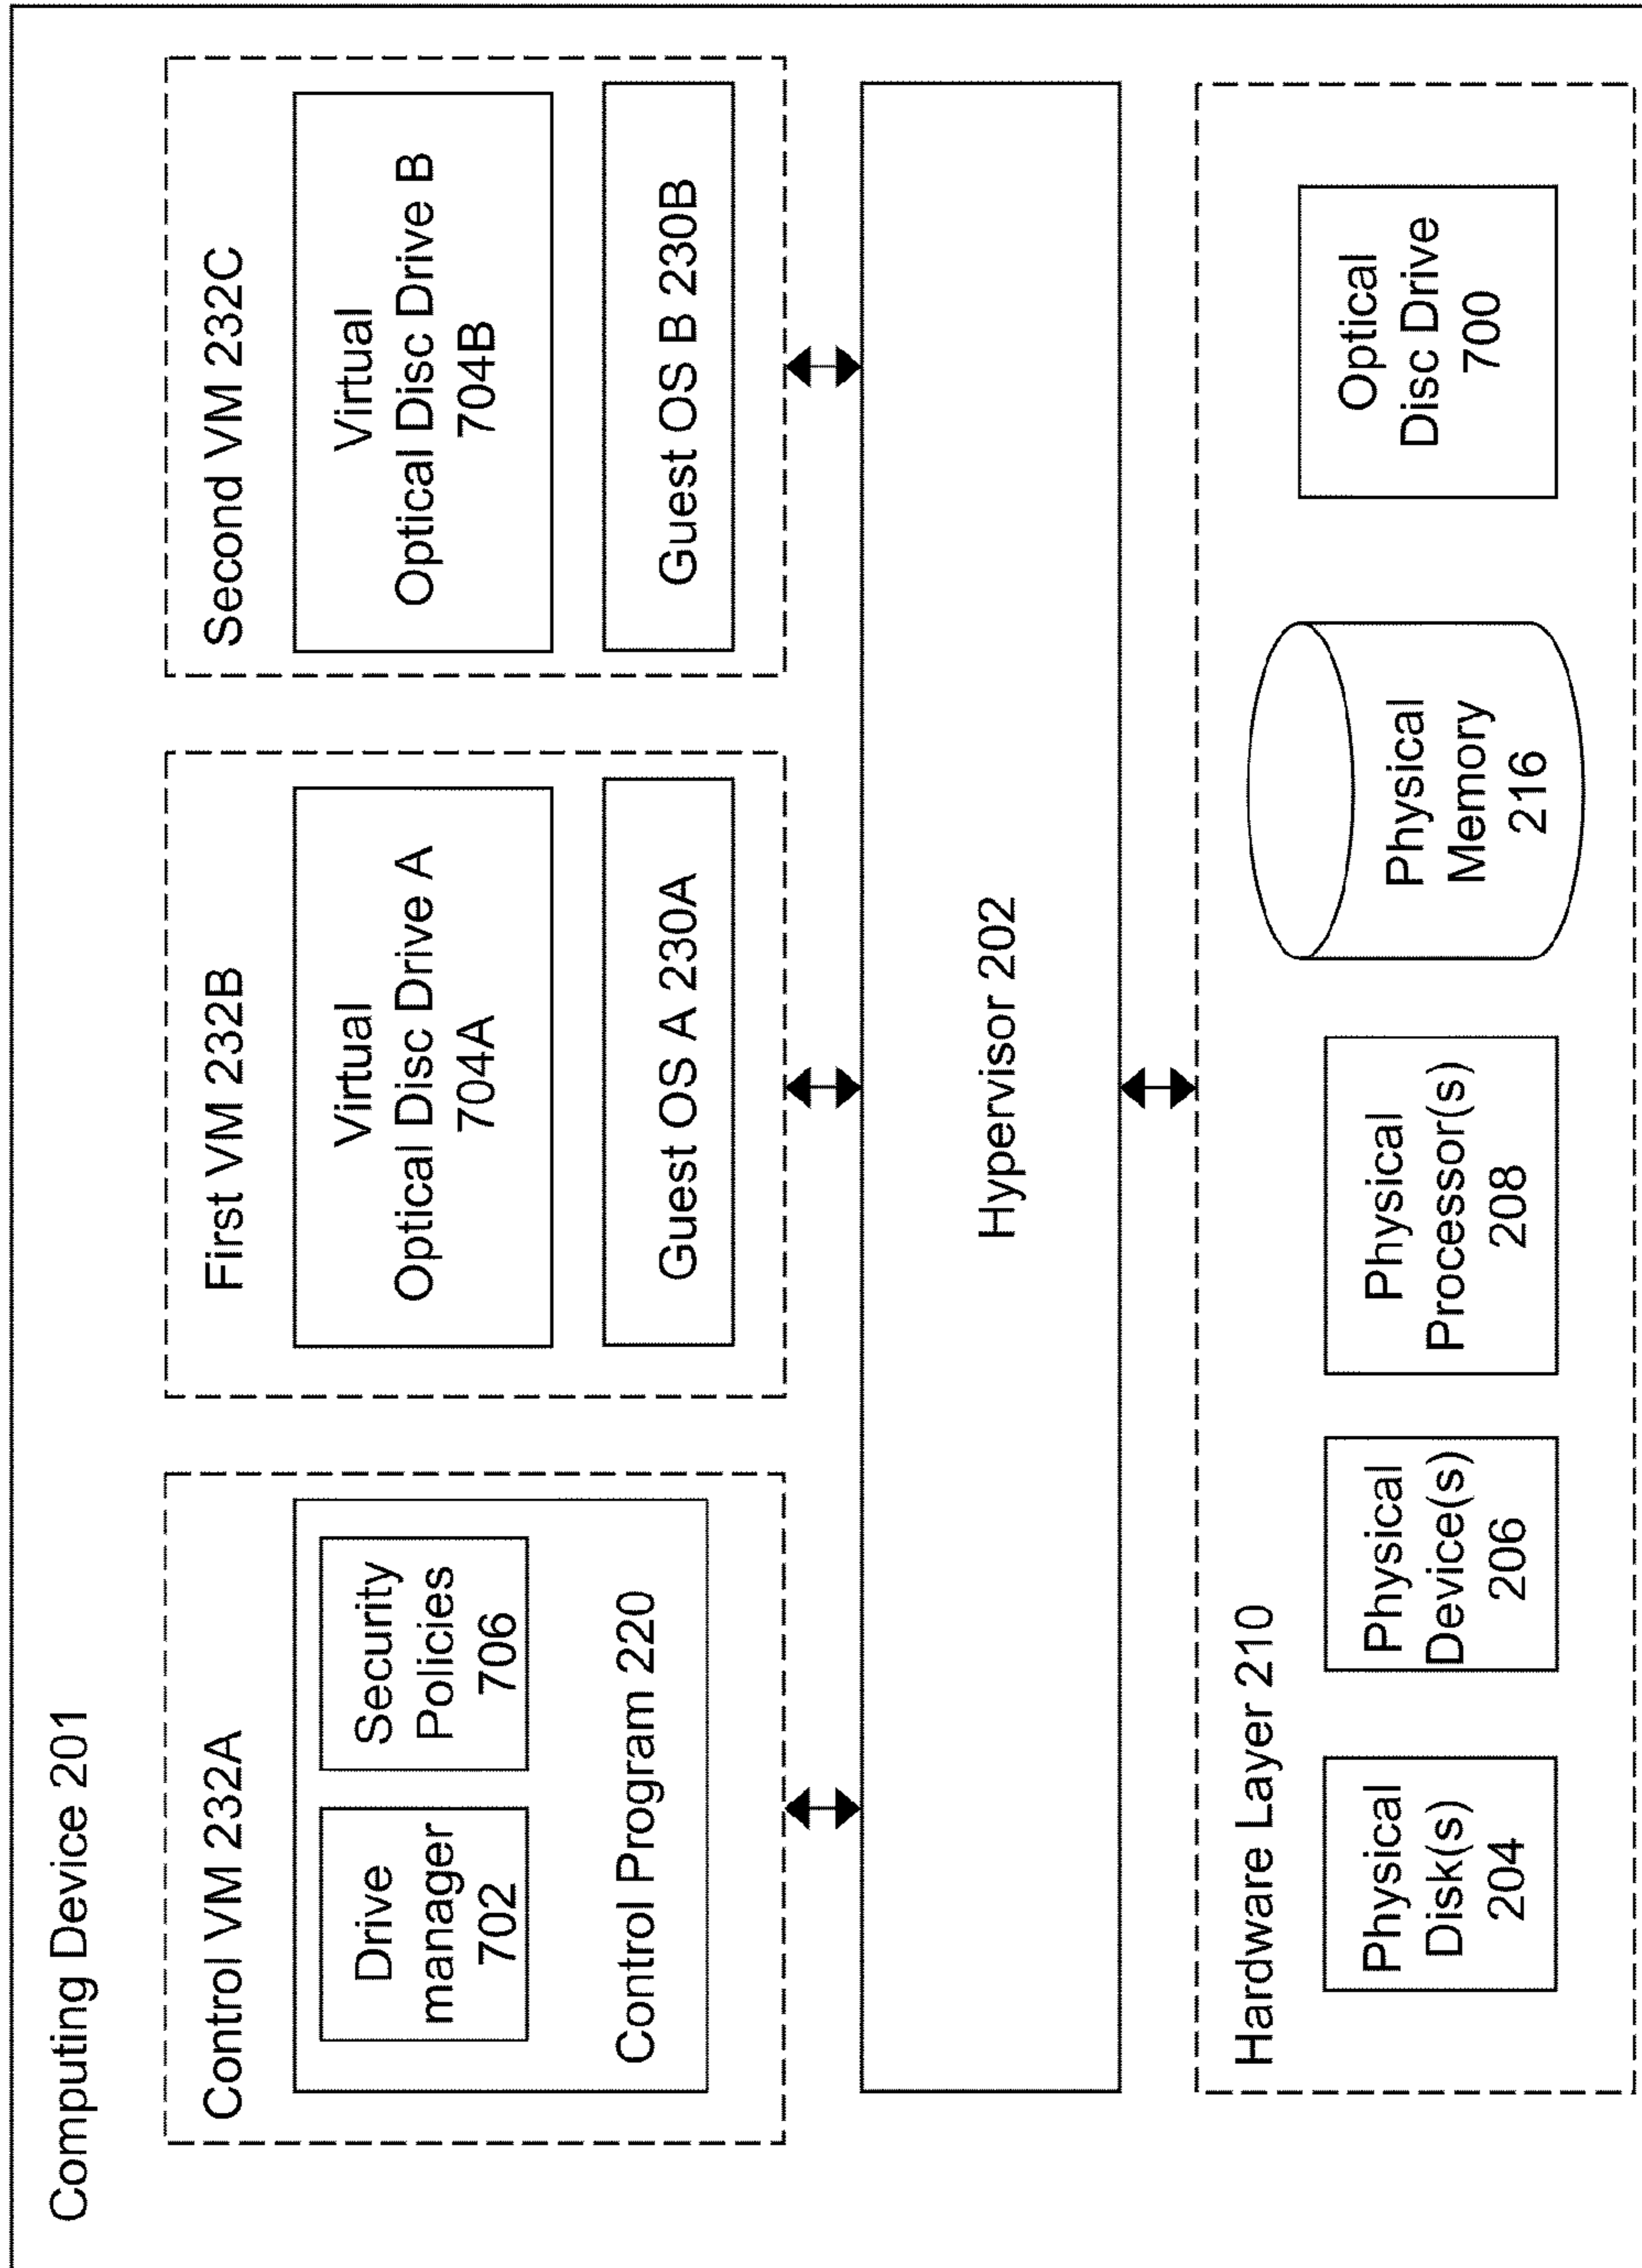 Computing Device 201
Control VM 232A
Drive
manager
702
Security
Policies
706
Control Program 220
First VM 232B
Virtual
Optical Disc Drive A
704A
Guest OS A 230A
Second VM 232C
Virtual
Optical Disc Drive B
704B
Guest OS B 230B
Hypervisor 202
Hardware Layer 210
Physical
Disk(s)
204
Physical
Device(s)
206
Physical
Processor(s)
208
Physical
Memory
216
Optical
Disc Drive
700